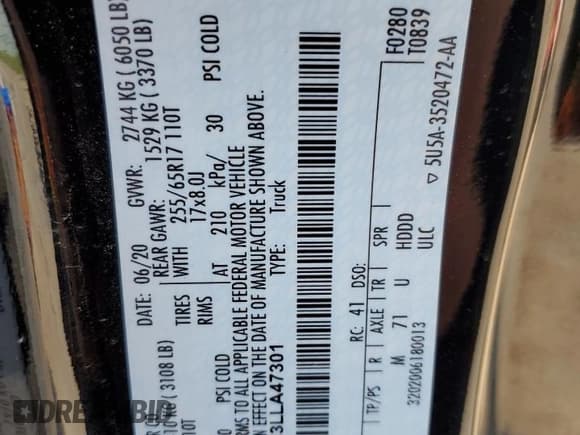 DATE: 06/20 GVWR: 2744 KG ( 6050 LB)
REAR GAWR: 1529 KG ( 3370 LB)
( 3108 LB) WITH 255/65R17 110T
TIRES 17x8.0J
RIMS
PSI COLD AT 210 kPa/ 30 PSI COLD
RMS TO ALL APPLICABLE FEDERAL MOTOR VEHICLE
EFFECT ON THE DATE OF MANUFACTURE SHOWN ABOVE.
3LLA47301 TYPE: Truck
F0280
T0839
RC: 41 DSO:
TP/PS R AXLE TR SPR
M 71 U HDDD
3202006180013 ULC
▽ 5U5A-3520472-AA